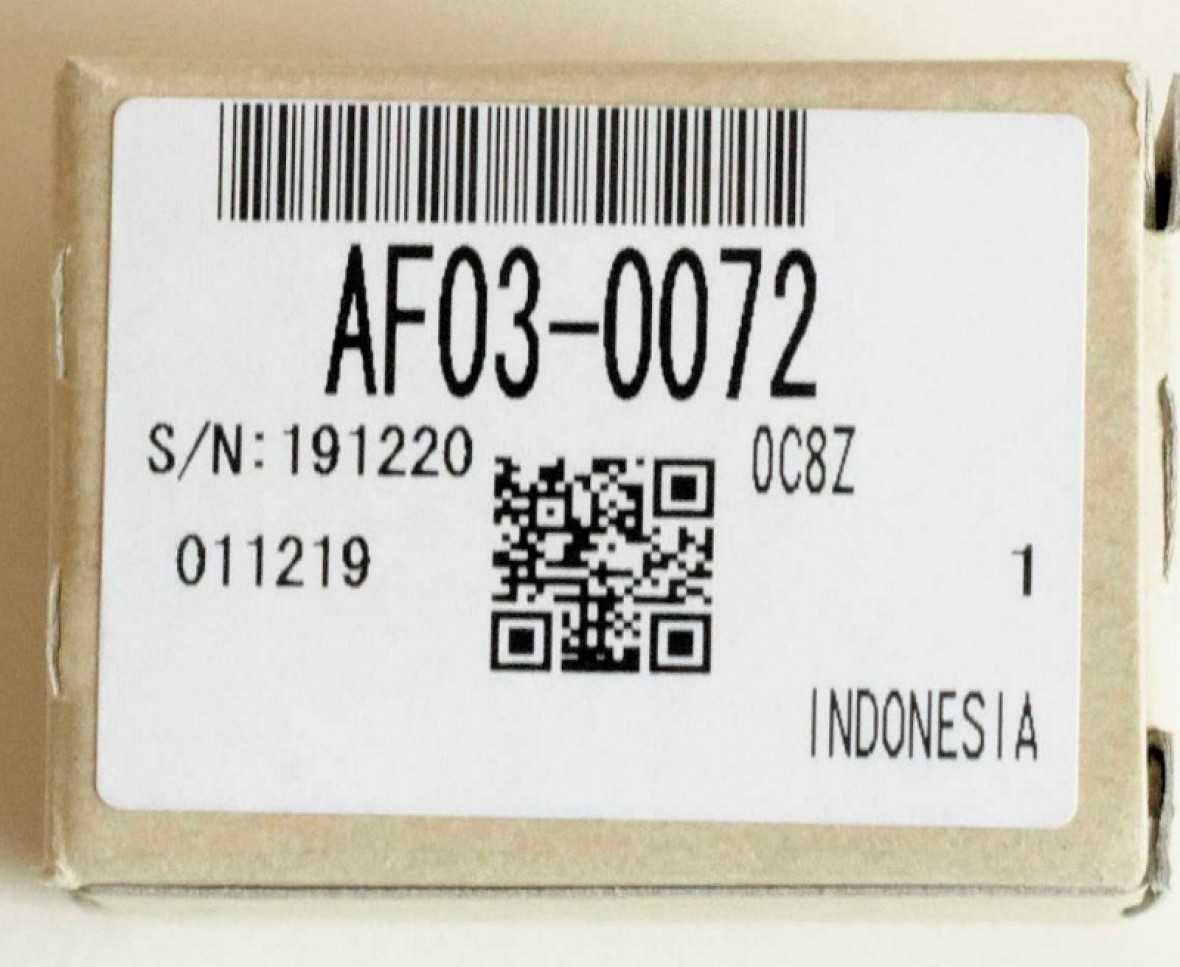 AF03-0072
S/N:191220 0C8Z
011219 1
INDONESIA